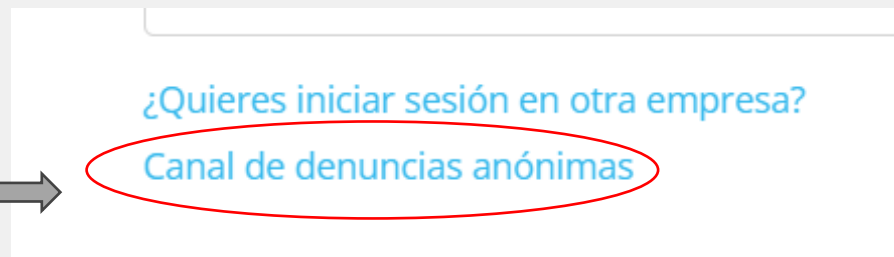 ¿Quieres iniciar sesión en otra empresa?
Canal de denuncias anónimas